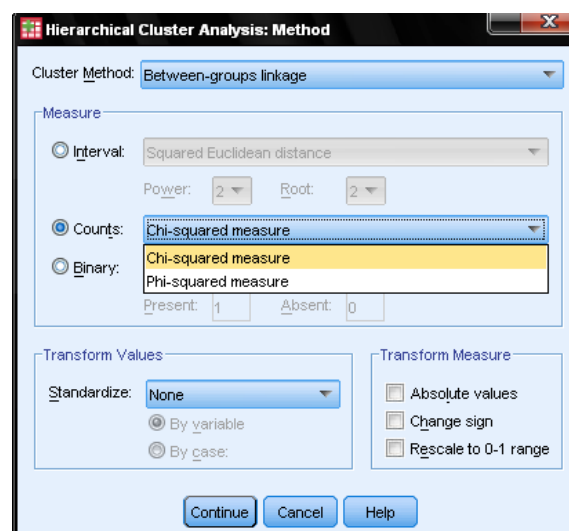 Hierarchical Cluster Analysis: Method
Cluster Method: Between-groups linkage
Measure
Interval: Squared Euclidean distance
Power: 2 Root: 2
Counts: Chi-squared measure
Chi-squared measure
Binary:
Phi-squared measure
Present: 1 Absent: 0
Transform Values
Standardize: None
By variable
By case:
Transform Measure
Absolute values
Change sign
Rescale to 0-1 range
Continue Cancel Help